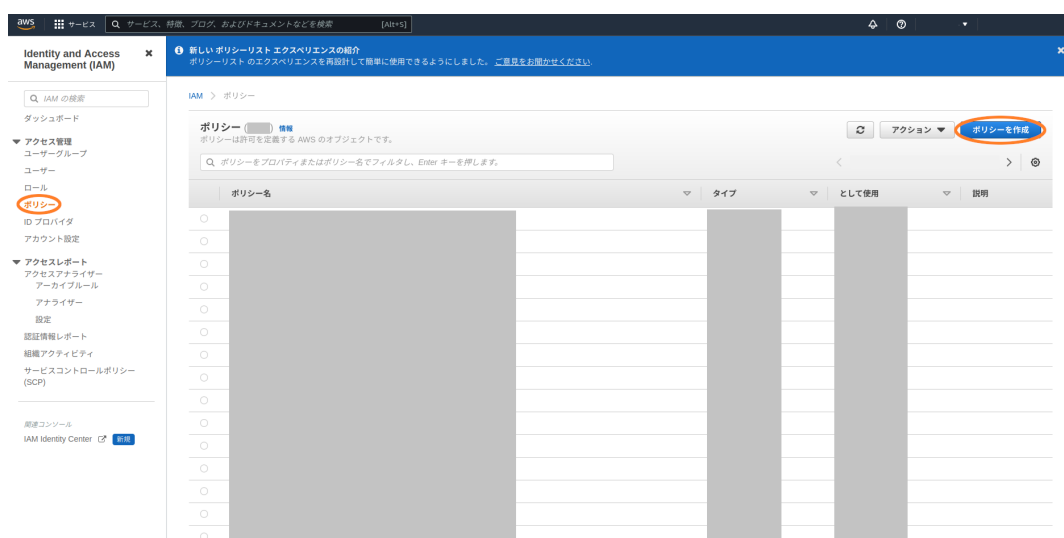 aws サービス サービス、特徴、ブログ、およびドキュメントなどを検索 [Alt+S]
Identity and Access
Management (IAM)
IAM の検索
ダッシュボード
アクセス管理
ユーザーグループ
ユーザー
ロール
ポリシー
ID プロバイダ
アカウント設定
アクセスレポート
アクセスアナライザー
アーカイブルール
アナライザー
設定
認証情報レポート
組織アクティビティ
サービスコントロールポリシー
(SCP)
関連コンソール
IAM Identity Center 新規
新しい ポリシーリスト エクスペリエンスの紹介
ポリシーリスト のエクスペリエンスを再設計して簡単に使用できるようにしました。 ご意見をお聞かせください.
IAM > ポリシー
ポリシー ( ) 情報
ポリシーは許可を定義する AWS のオブジェクトです。
アクション ポリシーを作成
ポリシーをプロパティまたはポリシー名でフィルタし、Enter キーを押します。
ポリシー名 タイプ として使用 説明